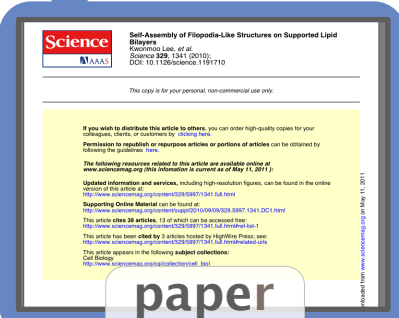 Science
AAAS
Self-Assembly of Filopodia-Like Structures on Supported Lipid
Bilayers
Kwonmoo Lee, et al.
Science 329, 1341 (2010);
DOI: 10.1126/science.1191710
This copy is for your personal, non-commercial use only.
If you wish to distribute this article to others, you can order high-quality copies for your
colleagues, clients, or customers by clicking here.
Permission to republish or repurpose articles or portions of articles can be obtained by
following the guidelines here.
The following resources related at this article are available online at
www.sciencemag.org (this infomation is current as of May 11, 2011 ):
Updated information and services, including high-resolution figures, can be found in the online
version of this article at:
http://www.sciencemag.org/content/329/5997/1341.full.html
Supporting Online Material can be found at:
http://www.sciencemag.org/content/suppl/2010/09/09/329.5997.1341.DC1.html
This article cites 38 articles, 13 of which can be accessed free:
http://www.sciencemag.org/content/329/5997/1341.full.html#ref-list-1
This article has been cited by 3 articles hosted by HighWire Press; see:
http://www.sciencemag.org/content/329/5997/1341.full.html#related-urls
This article appears in the following subject collections:
Cell Biology
http://www.sciencemag.org/cgi/collection/cell_biol
nloaded from www.sciencemag.org on May 11, 2011
paper